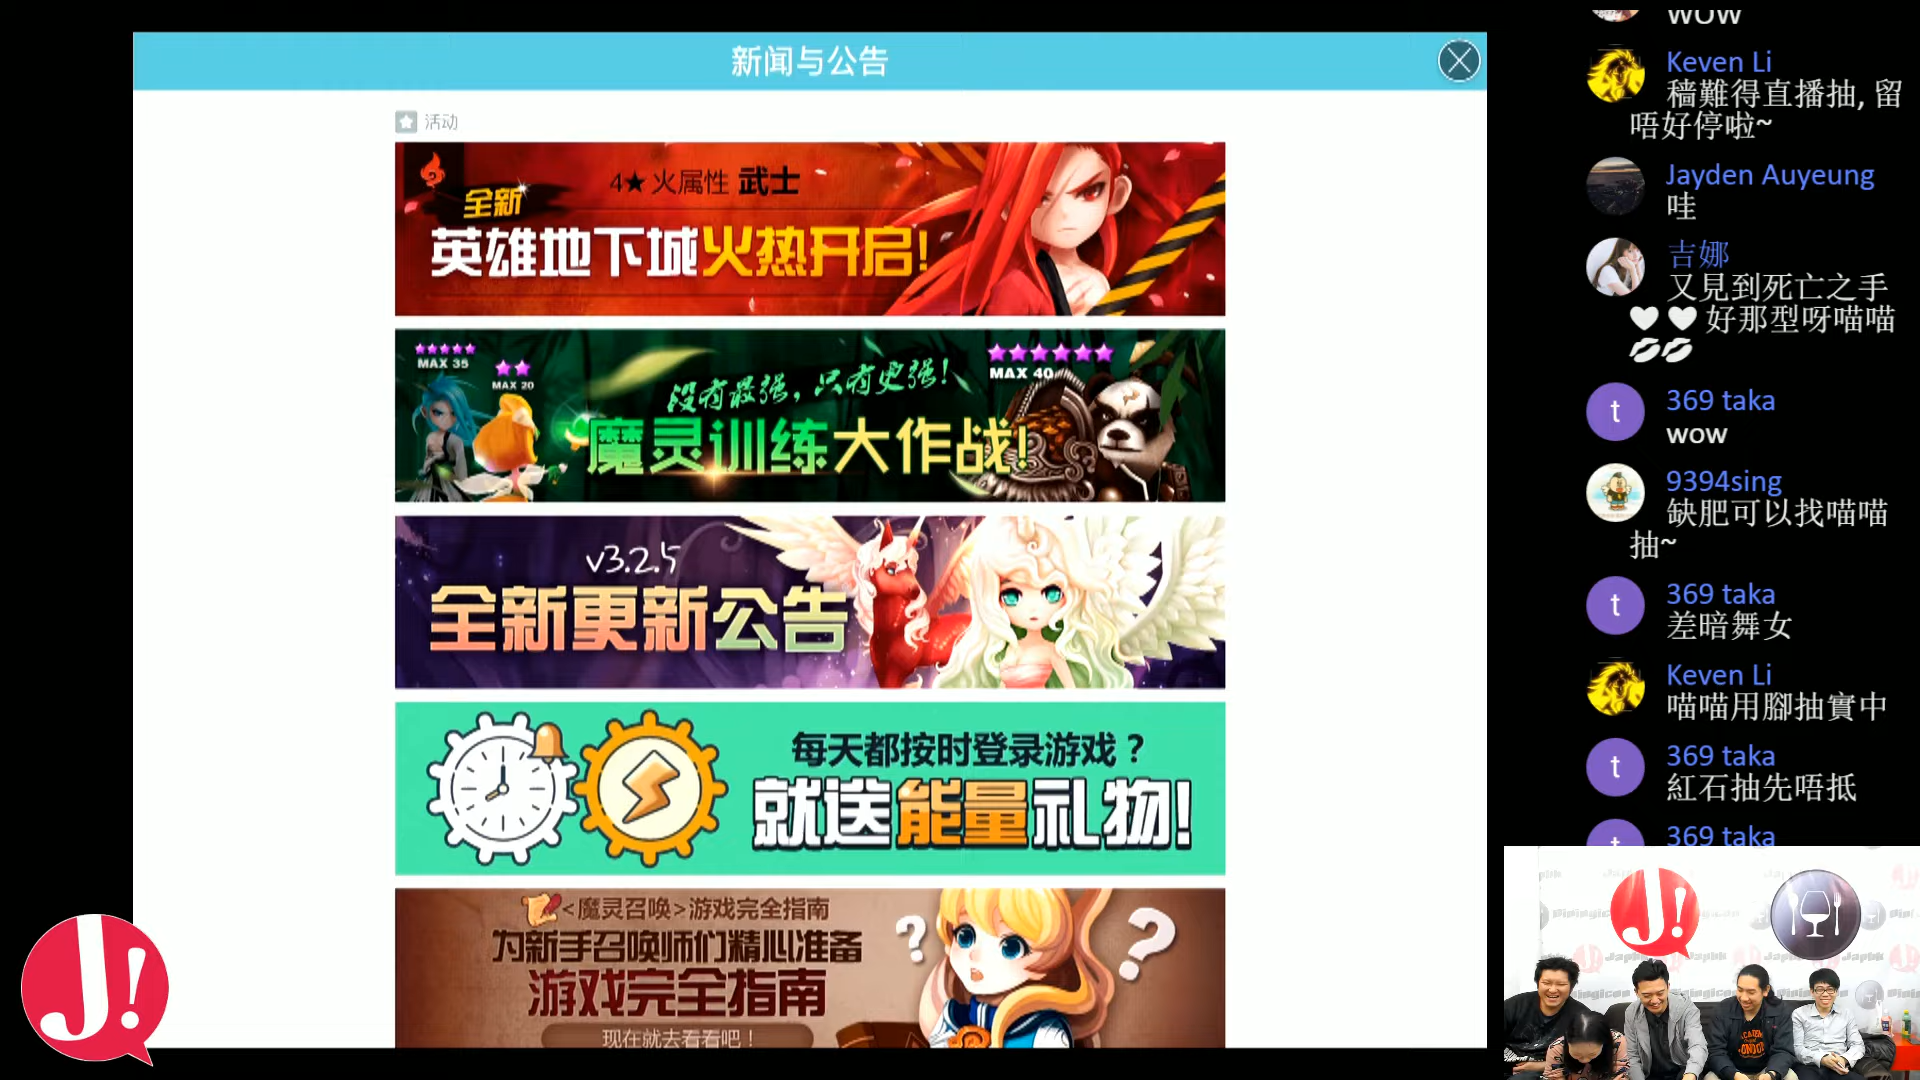 新闻与公告
活动
4★火属性 武士
全新
英雄地下城火热开启!
MAX 35
MAX 20
MAX 40
没有最强，只有更强!
魔灵训练大作战!
v3.2.5
全新更新公告
每天都按时登录游戏？
就送能量礼物!
<魔灵召唤>游戏完全指南
为新手召唤师们精心准备
游戏完全指南
现在就去看看吧！
J!
wow
Keven Li
穡難得直播抽, 留
唔好停啦~
Jayden Auyeung
哇
吉娜
又見到死亡之手
🤍 🤍 好那型呀喵喵
💋💋
t
369 taka
wow
9394sing
缺肥可以找喵喵
抽~
t
369 taka
差暗舞女
Keven Li
喵喵用腳抽實中
t
369 taka
紅石抽先唔抵
369 taka
J!